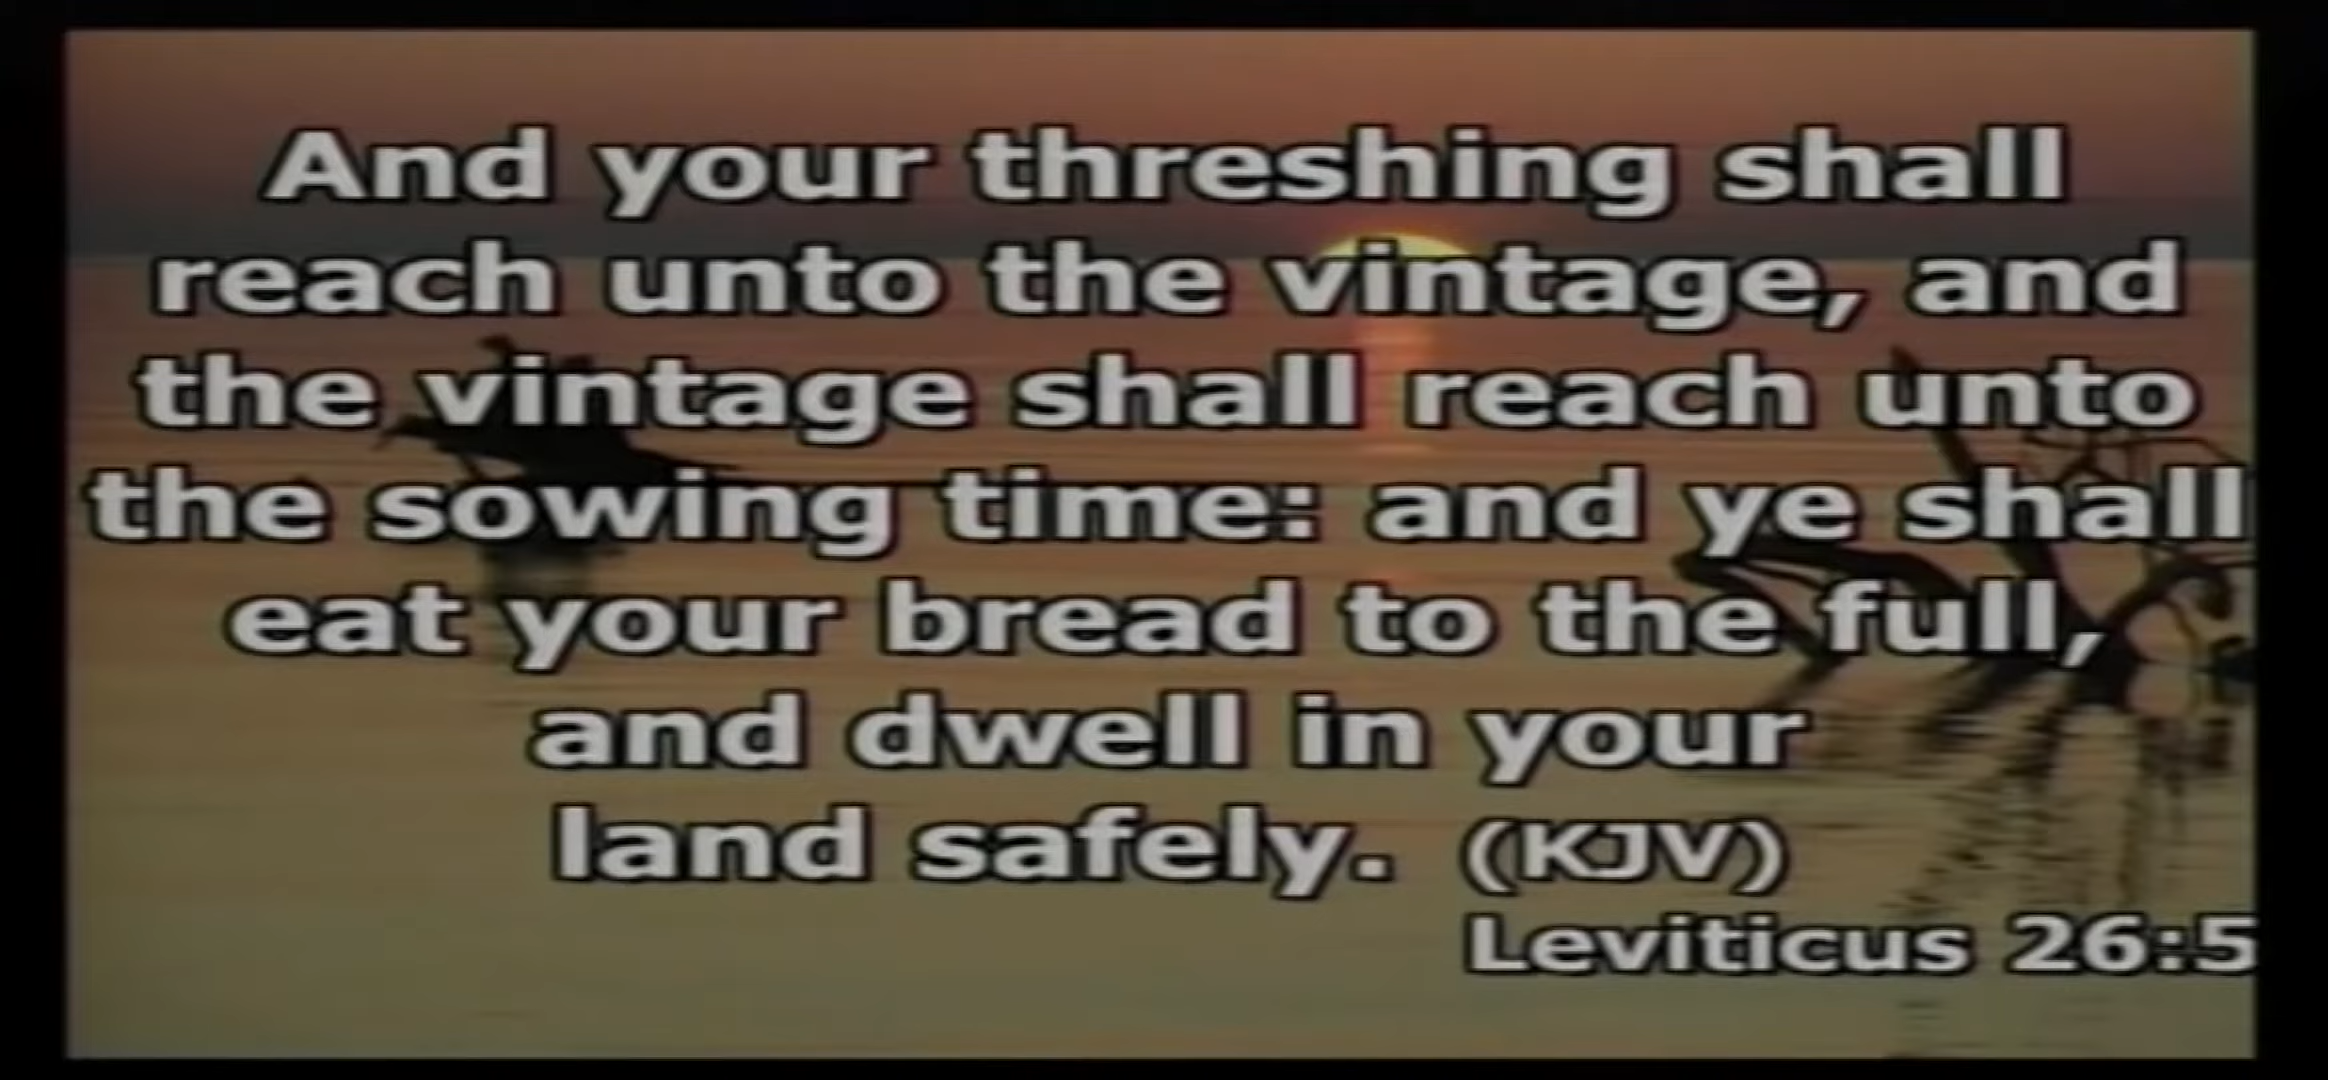 And your threshing shall
reach unto the vintage, and
the vintage shall reach unto
the sowing time: and ye shall
eat your bread to the full,
and dwell in your
land safely. (KJV)
Leviticus 26:5